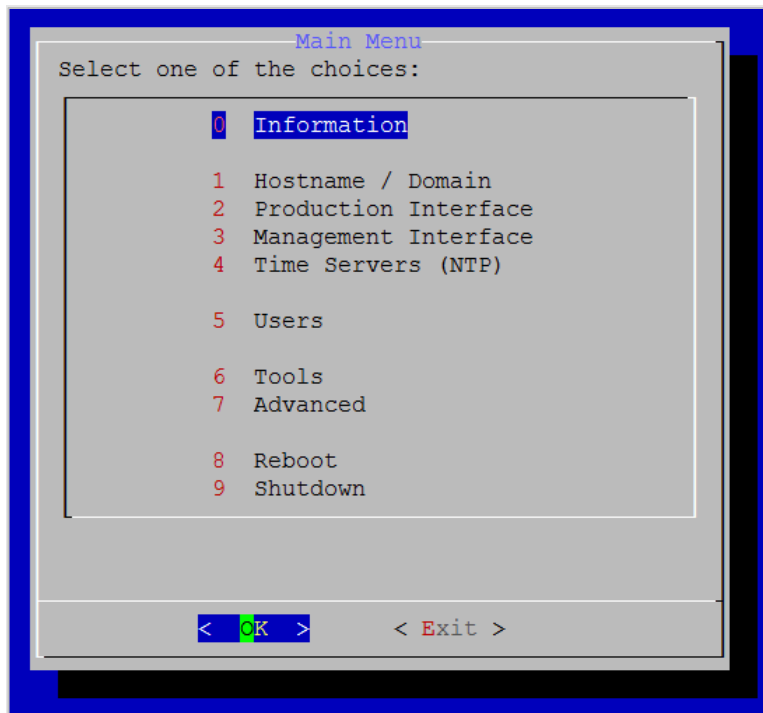 Main Menu
Select one of the choices:
0 Information
1 Hostname / Domain
2 Production Interface
3 Management Interface
4 Time Servers (NTP)
5 Users
6 Tools
7 Advanced
8 Reboot
9 Shutdown
< OK > < Exit >